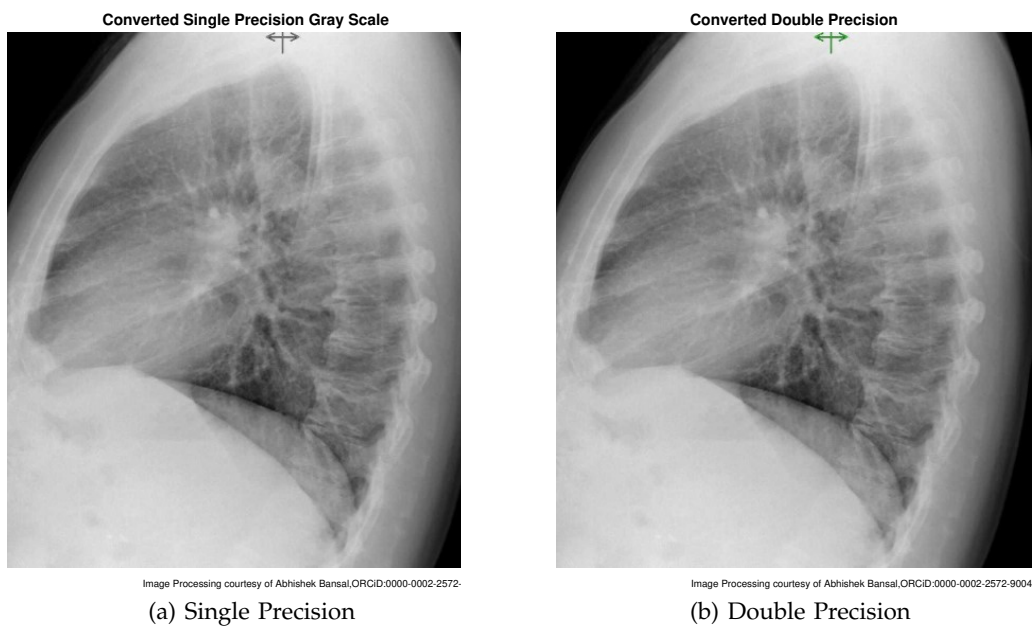 Converted Single Precision Gray Scale
Converted Double Precision
Image Processing courtesy of Abhishek Bansal,ORCiD:0000-0002-2572-
Image Processing courtesy of Abhishek Bansal,ORCiD:0000-0002-2572-9004
(a) Single Precision
(b) Double Precision